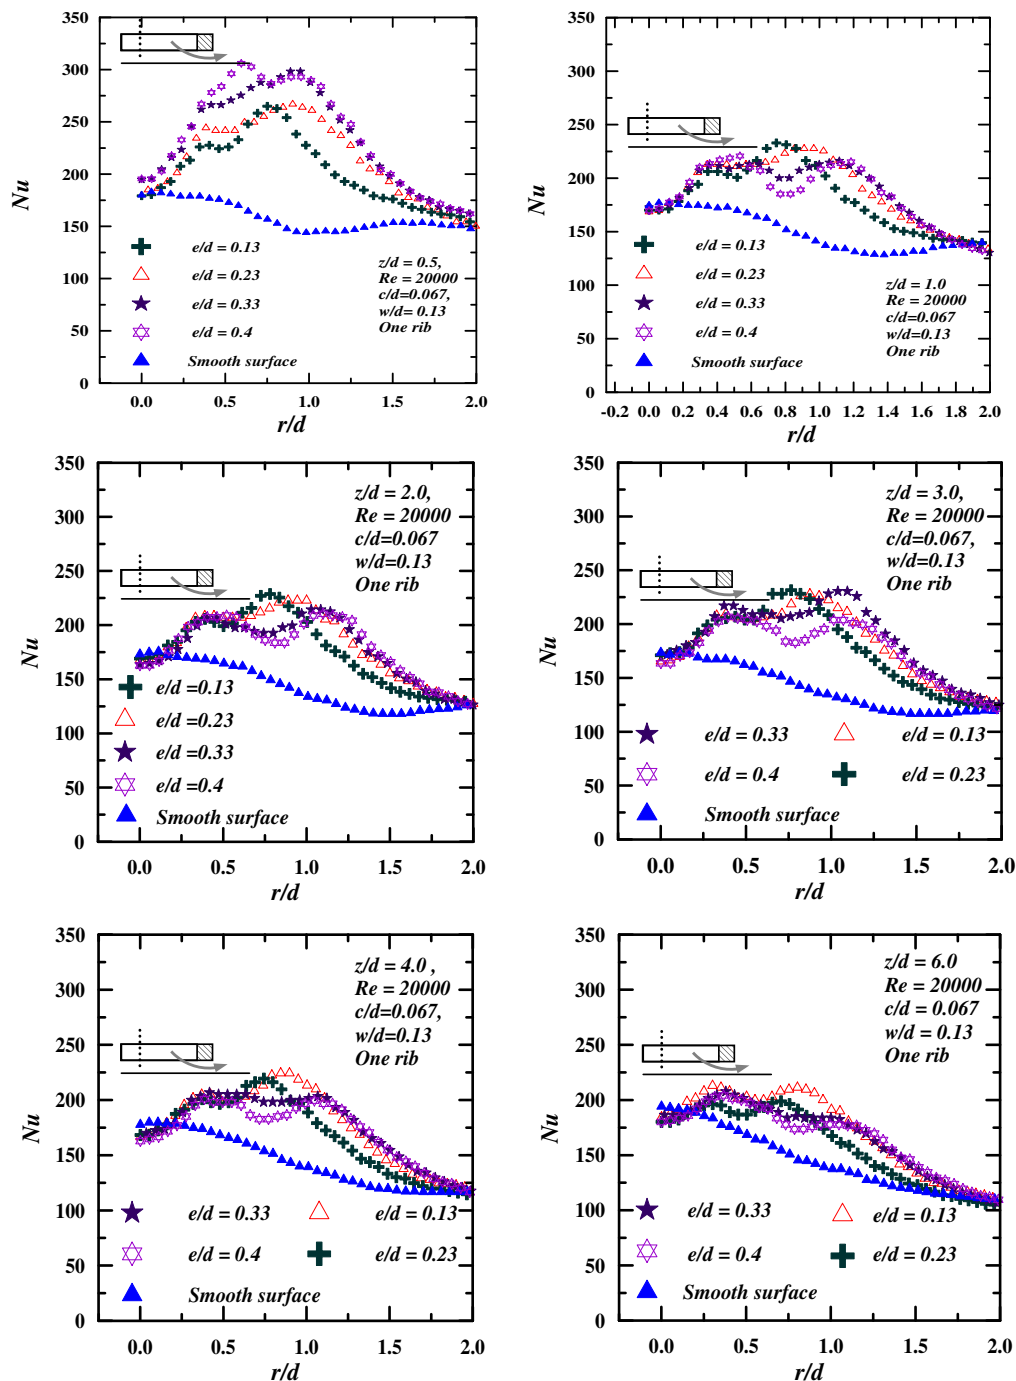 350
300
250
200
150
100
50
0
Nu
e/d = 0.13
e/d = 0.23
e/d = 0.33
e/d = 0.4
Smooth surface
z/d = 0.5,
Re = 20000
c/d=0.067,
w/d= 0.13
One rib
0.0 0.5 1.0 1.5 2.0
r/d
350
300
250
200
150
100
50
0
Nu
e/d = 0.13
e/d = 0.23
e/d = 0.33
e/d = 0.4
Smooth surface
z/d = 1.0
Re = 20000
c/d=0.067
w/d=0.13
One rib
-0.2 0.0 0.2 0.4 0.6 0.8 1.0 1.2 1.4 1.6 1.8 2.0
r/d
350
300
250
200
150
100
50
0
Nu
z/d = 2.0,
Re = 20000
c/d=0.067,
w/d=0.13
One rib
e/d =0.13
e/d =0.23
e/d =0.33
e/d =0.4
Smooth surface
0.0 0.5 1.0 1.5 2.0
r/d
350
300
250
200
150
100
50
0
Nu
z/d = 3.0,
Re = 20000
c/d=0.067,
w/d=0.13
One rib
e/d = 0.33 e/d = 0.13
e/d = 0.4 e/d = 0.23
Smooth surface
0.0 0.5 1.0 1.5 2.0
r/d
350
300
250
200
150
100
50
0
Nu
z/d = 4.0 ,
Re = 20000
c/d=0.067,
w/d=0.13
One rib
e/d = 0.33 e/d = 0.13
e/d = 0.4 e/d = 0.23
Smooth surface
0.0 0.5 1.0 1.5 2.0
r/d
350
300
250
200
150
100
50
0
Nu
z/d = 6.0
Re = 20000
c/d = 0.067
w/d = 0.13
One rib
e/d = 0.33 e/d = 0.13
e/d = 0.4 e/d = 0.23
Smooth surface
0.0 0.5 1.0 1.5 2.0
r/d